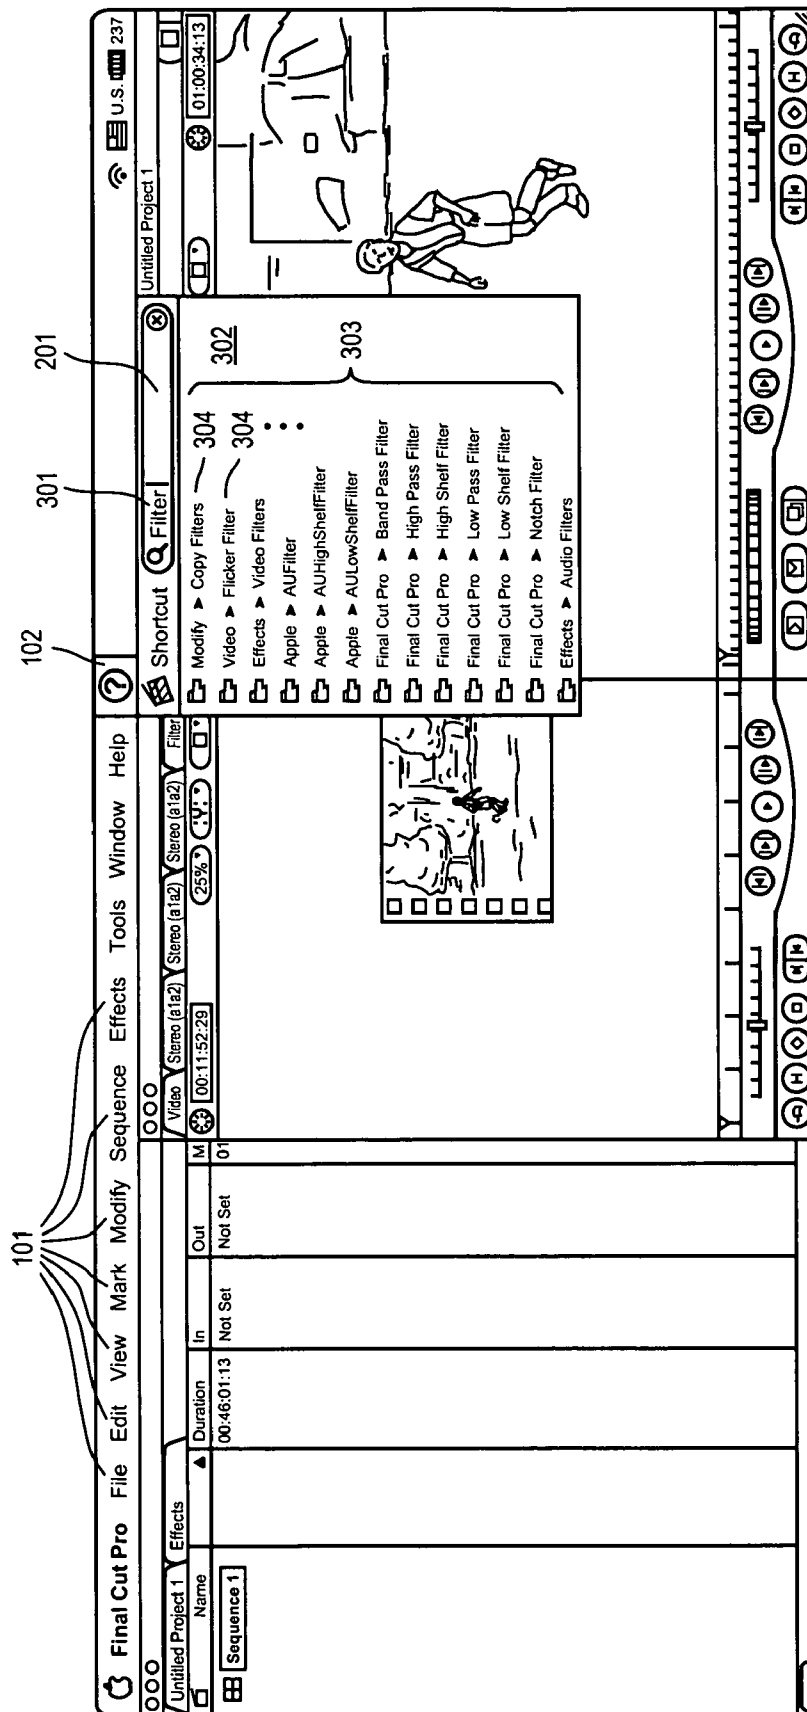 101
102
301
201
Final Cut Pro File Edit View Mark Modify Sequence Effects Tools Window Help
U.S. 237
Shortcut Filter
Untitled Project 1
Untitled Project 1 Effects
Name Duration In Out M
Sequence 1 00:46:01:13 Not Set Not Set 01
Video Stereo (a1a2) Stereo (a1a2) Stereo (a1a2) Filter
00:11:52:29 25%
01:00:34:13
Modify > Copy Filters 304
Video > Flicker Filter 304
Effects > Video Filters
Apple > AUFilter
Apple > AUHighShelfFilter
Apple > AULowShelfFilter
Final Cut Pro > Band Pass Filter
Final Cut Pro > High Pass Filter
Final Cut Pro > High Shelf Filter
Final Cut Pro > Low Pass Filter
Final Cut Pro > Low Shelf Filter
Final Cut Pro > Notch Filter
Effects > Audio Filters
302
303